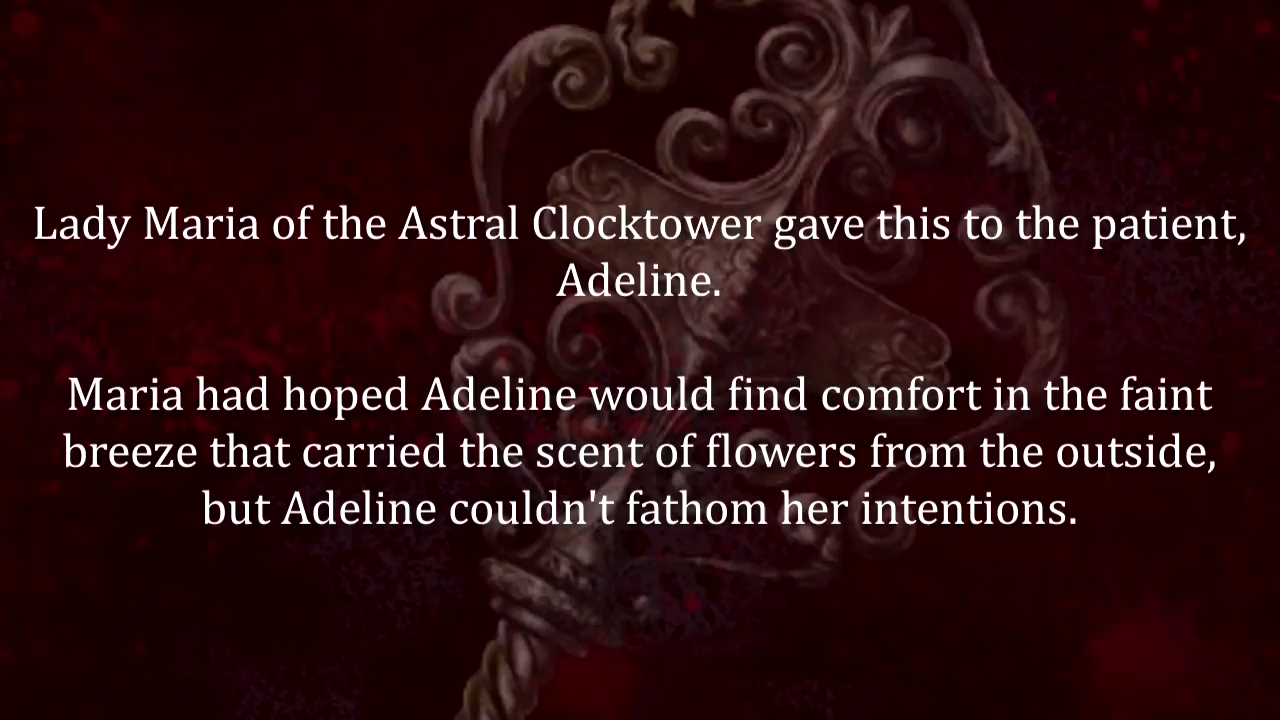 Lady Maria of the Astral Clocktower gave this to the patient,
Adeline.
Maria had hoped Adeline would find comfort in the faint
breeze that carried the scent of flowers from the outside,
but Adeline couldn't fathom her intentions.